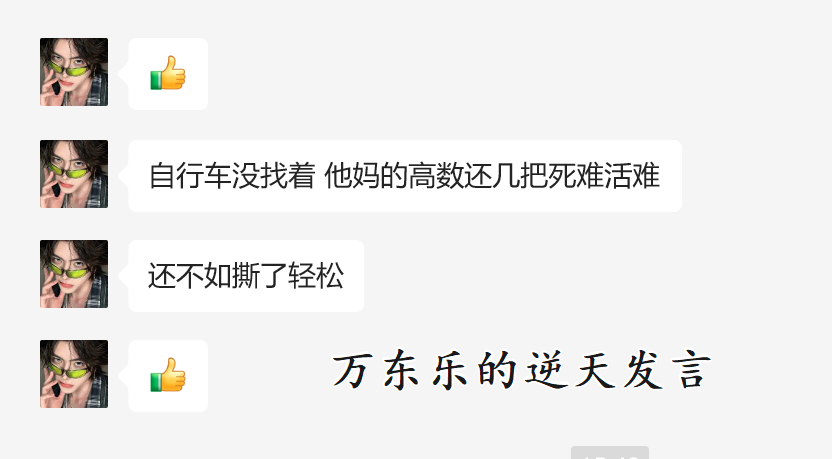 自行车没找着 他妈的高数还几把死难活难
还不如撕了轻松
万东乐的逆天发言